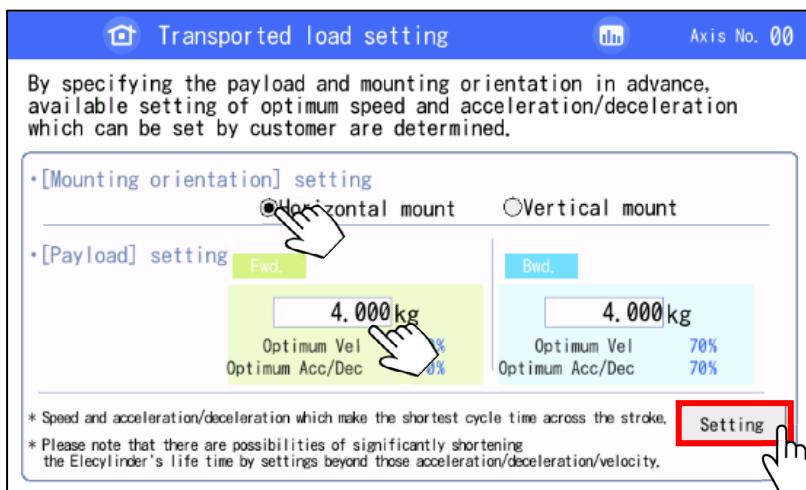 Transported load setting
Axis No. 00
By specifying the payload and mounting orientation in advance,
available setting of optimum speed and acceleration/deceleration
which can be set by customer are determined.
・[Mounting orientation] setting
Horizontal mount
Vertical mount
・[Payload] setting
Fwd.
Bwd.
4.000 kg
4.000 kg
Optimum Vel
Optimum Vel 70%
Optimum Acc/Dec
Optimum Acc/Dec 70%
* Speed and acceleration/deceleration which make the shortest cycle time across the stroke.
Setting
* Please note that there are possibilities of significantly shortening
the Elecylinder's life time by settings beyond those acceleration/deceleration/velocity.